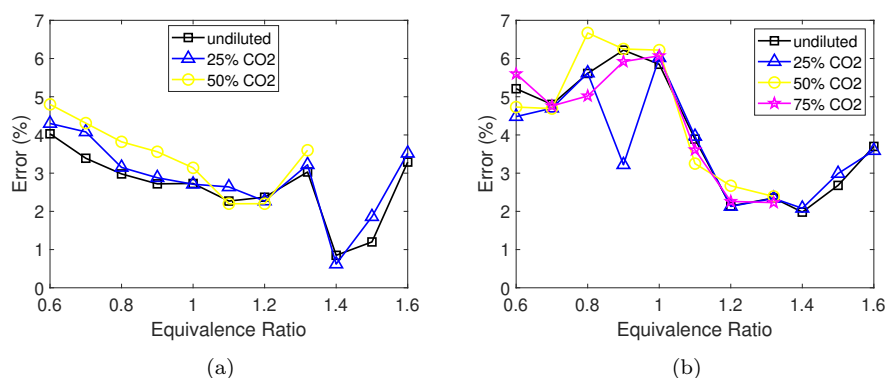 7
6
5
4
3
2
1
0
Error (%)
undiluted
25% CO2
50% CO2
0.6
0.8
1
1.2
1.4
1.6
Equivalence Ratio
(a)
7
6
5
4
3
2
1
0
Error (%)
undiluted
25% CO2
50% CO2
75% CO2
0.6
0.8
1
1.2
1.4
1.6
Equivalence Ratio
(b)